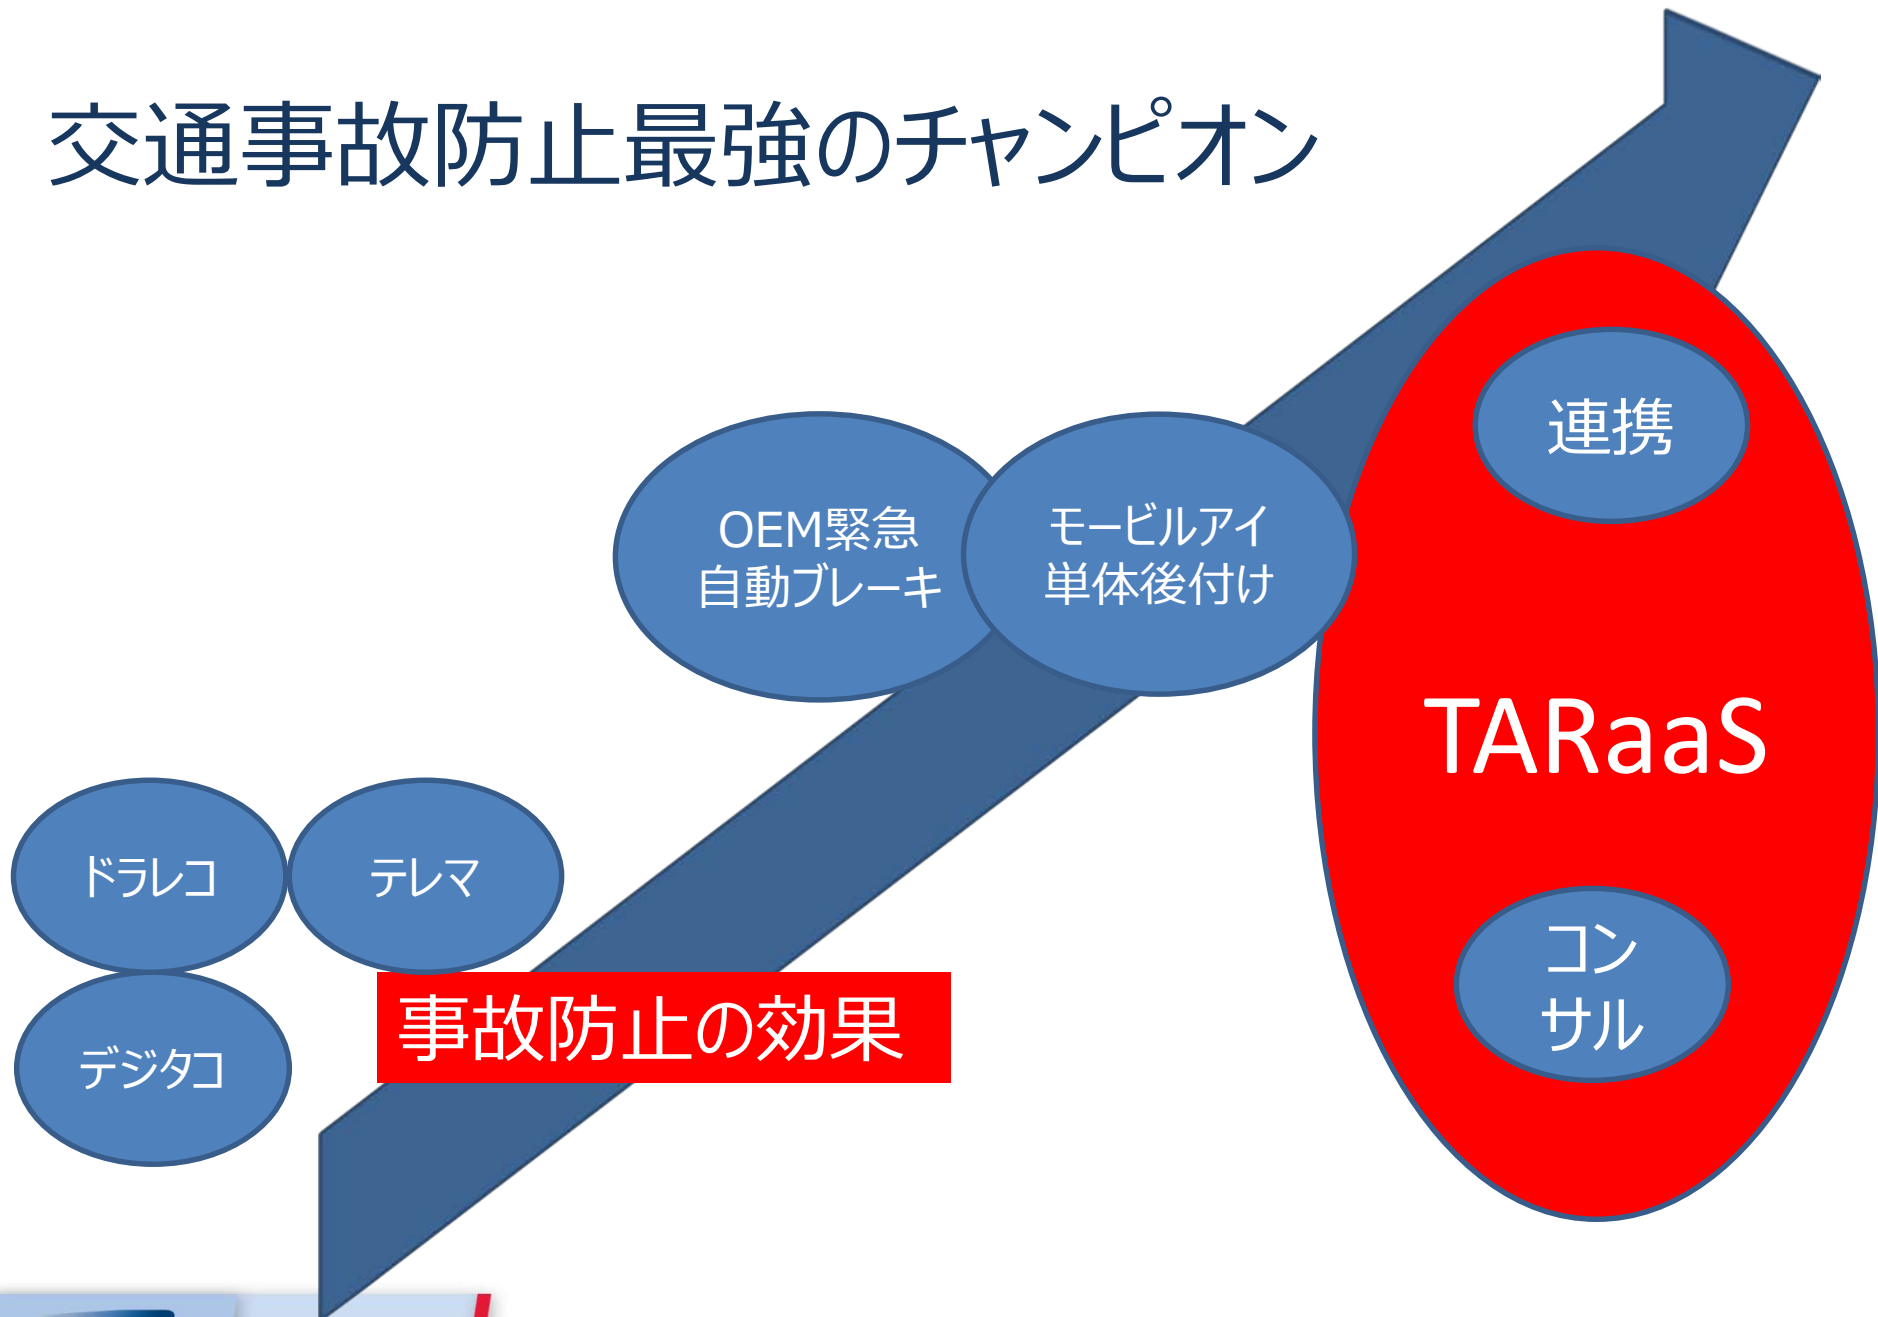 交通事故防止最強のチャンピオン
連携
OEM緊急
自動ブレーキ
モービルアイ
単体後付け
TARaaS
ドラレコ
テレマ
デジタコ
事故防止の効果
コン
サル